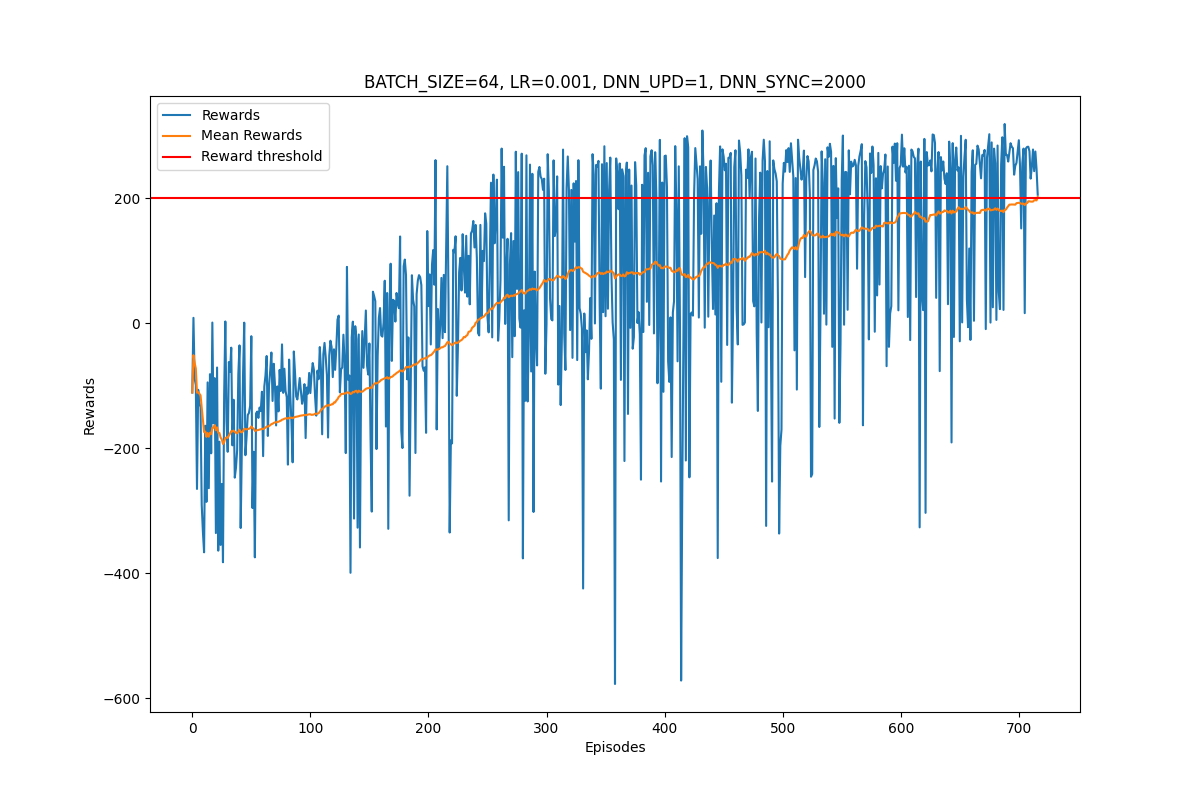 BATCH_SIZE=64, LR=0.001, DNN_UPD=1, DNN_SYNC=2000
Rewards
Mean Rewards
Reward threshold
200
0
−200
−400
−600
Rewards
0
100
200
300
400
500
600
700
Episodes